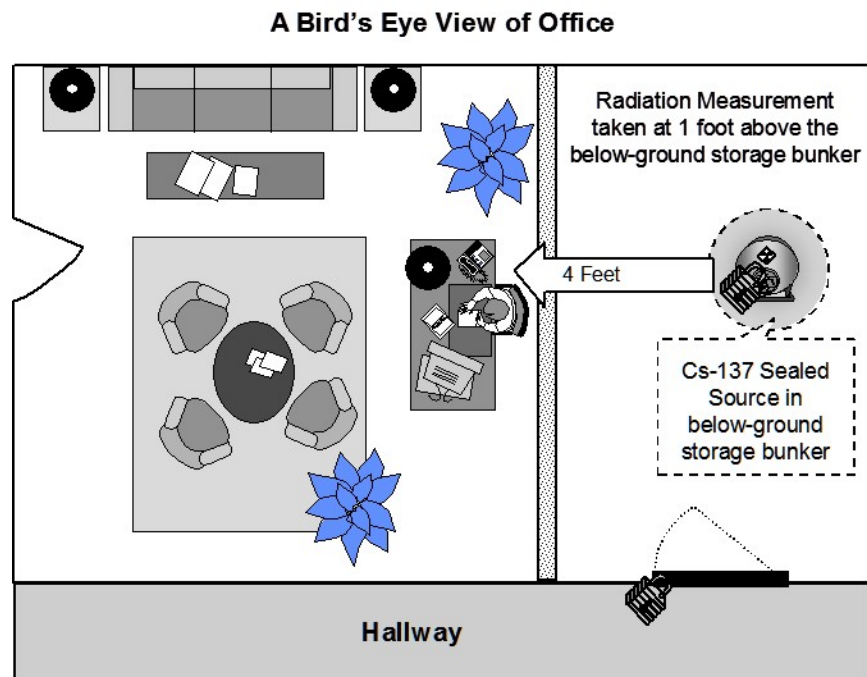 A Bird's Eye View of Office
Radiation Measurement
taken at 1 foot above the
below-ground storage bunker
4 Feet
Cs-137 Sealed
Source in
below-ground
storage bunker
Hallway